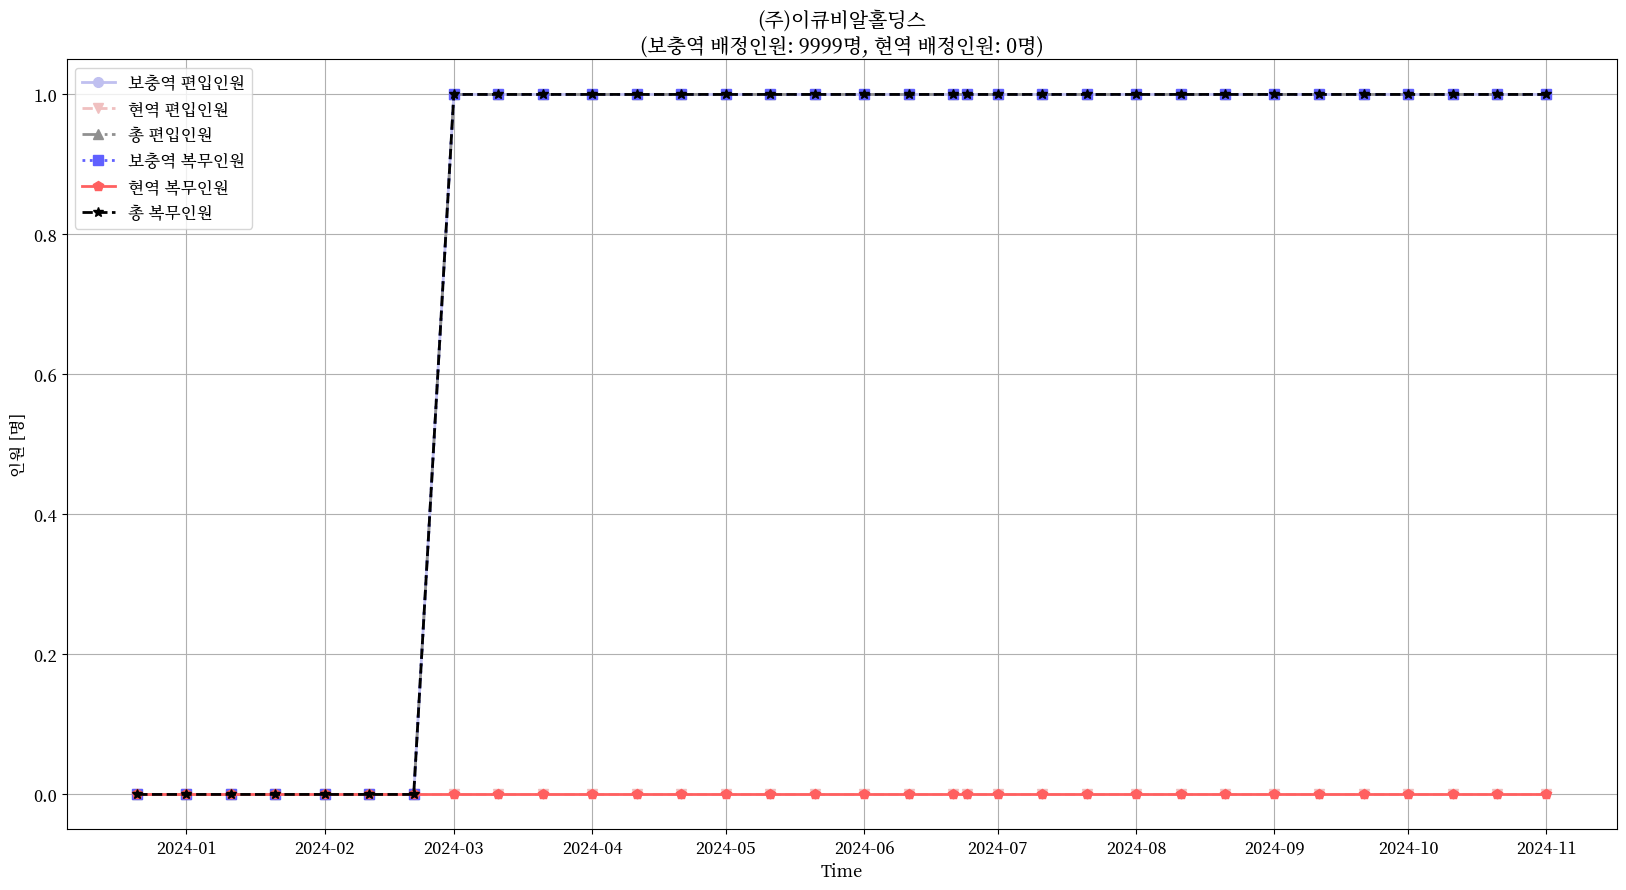 (주)이큐비알홀딩스
(보충역 배정인원: 9999명, 현역 배정인원: 0명)
보충역 편입인원
현역 편입인원
총 편입인원
보충역 복무인원
현역 복무인원
총 복무인원
1.0
0.8
0.6
0.4
0.2
0.0
인원 [명]
2024-01 2024-02 2024-03 2024-04 2024-05 2024-06 2024-07 2024-08 2024-09 2024-10 2024-11
Time